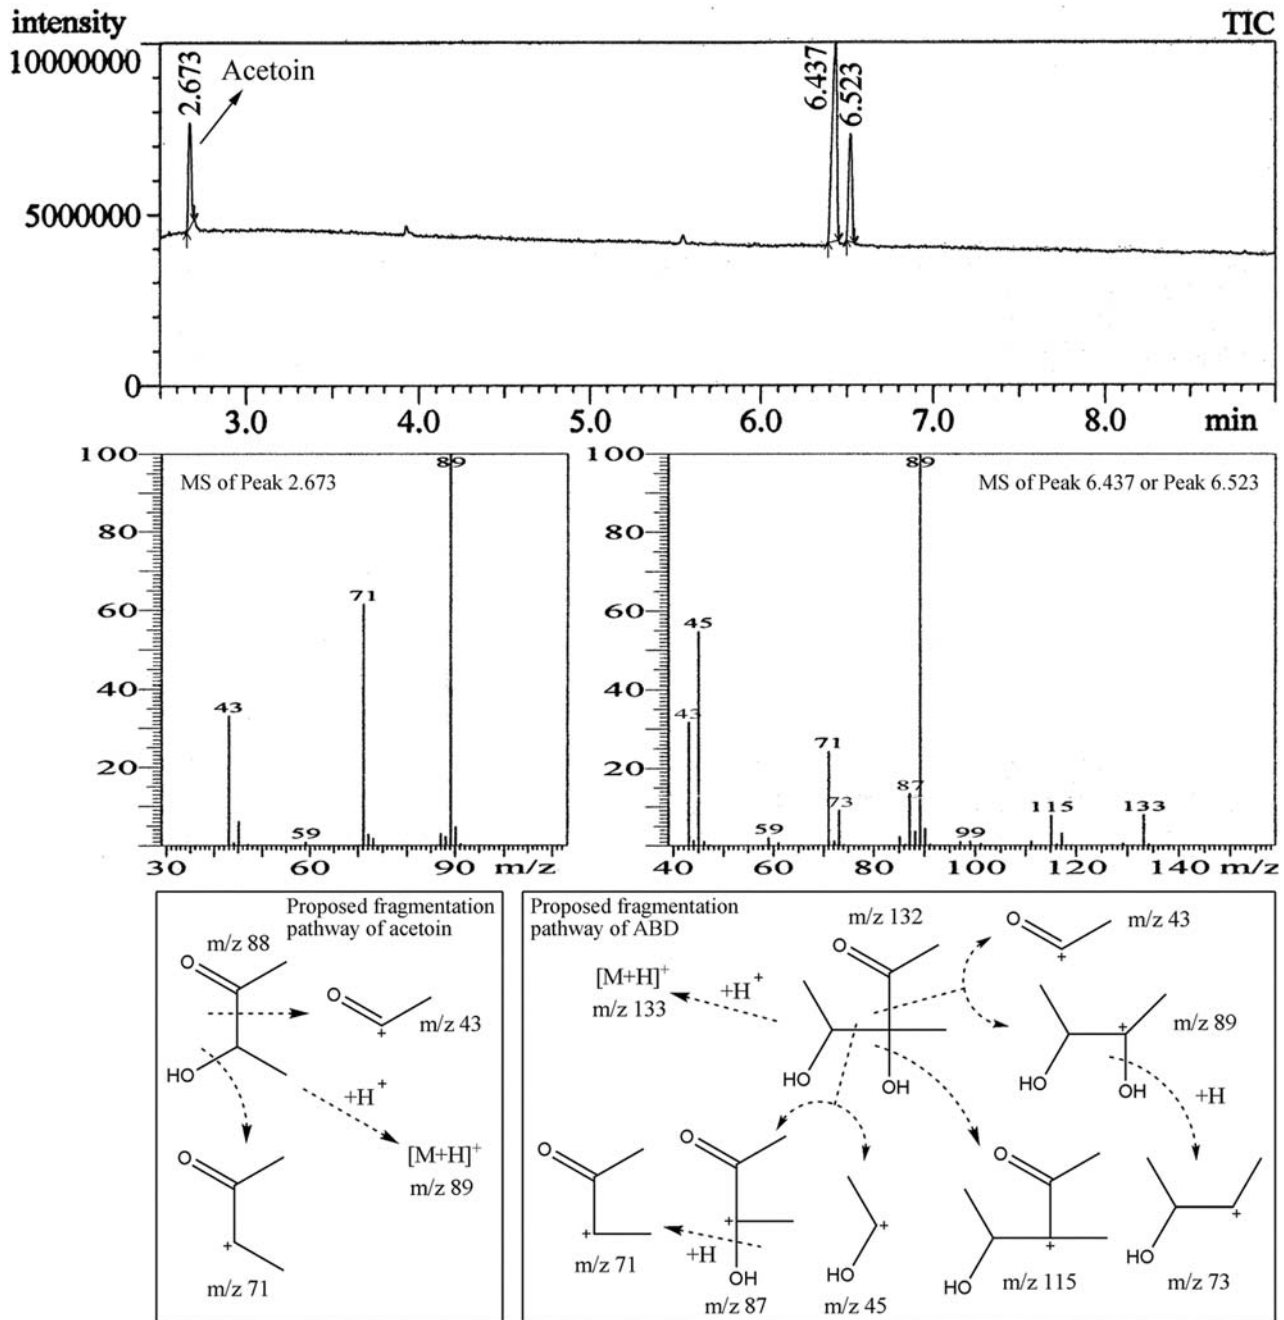 intensity
TIC
10000000
2.673
Acetoin
6.437
6.523
5000000
0
3.0 4.0 5.0 6.0 7.0 8.0 min
100
89
MS of Peak 2.673
80
71
60
40
43
20
59
30 60 90 m/z
100
89
MS of Peak 6.437 or Peak 6.523
80
60
45
40
43
71
20
87
73
59
99
115
133
40 60 80 100 120 140 m/z
Proposed fragmentation
pathway of acetoin
m/z 88
O
O
m/z 43
+
HO
+H +
[M+H]+
m/z 89
O
+
m/z 71
Proposed fragmentation
pathway of ABD
m/z 132
O
m/z 43
+
O
[M+H]+
m/z 133
+H +
HO
OH
+
m/z 89
HO
OH
+H
O
+
m/z 71
O
+
+H
OH
m/z 87
+
HO
m/z 45
O
+
HO
m/z 115
+
HO
m/z 73